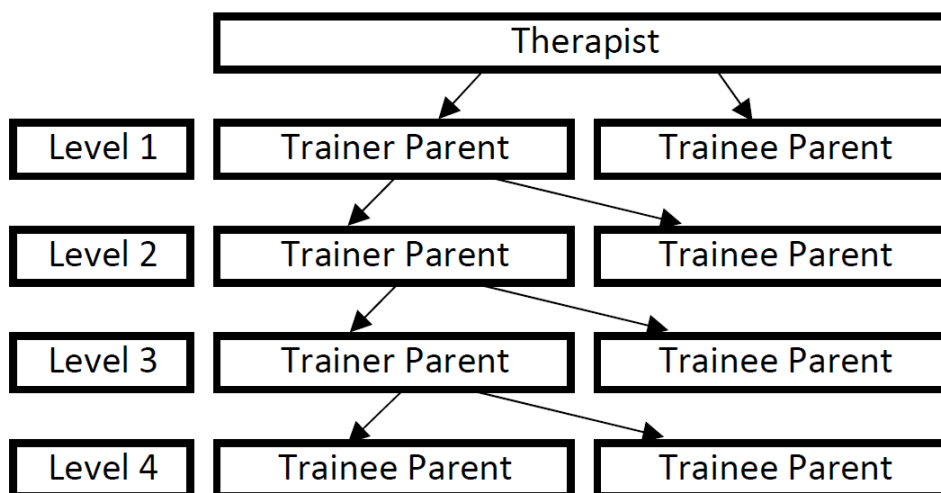 Therapist
Level 1 Trainer Parent Trainee Parent
Level 2 Trainer Parent Trainee Parent
Level 3 Trainer Parent Trainee Parent
Level 4 Trainee Parent Trainee Parent